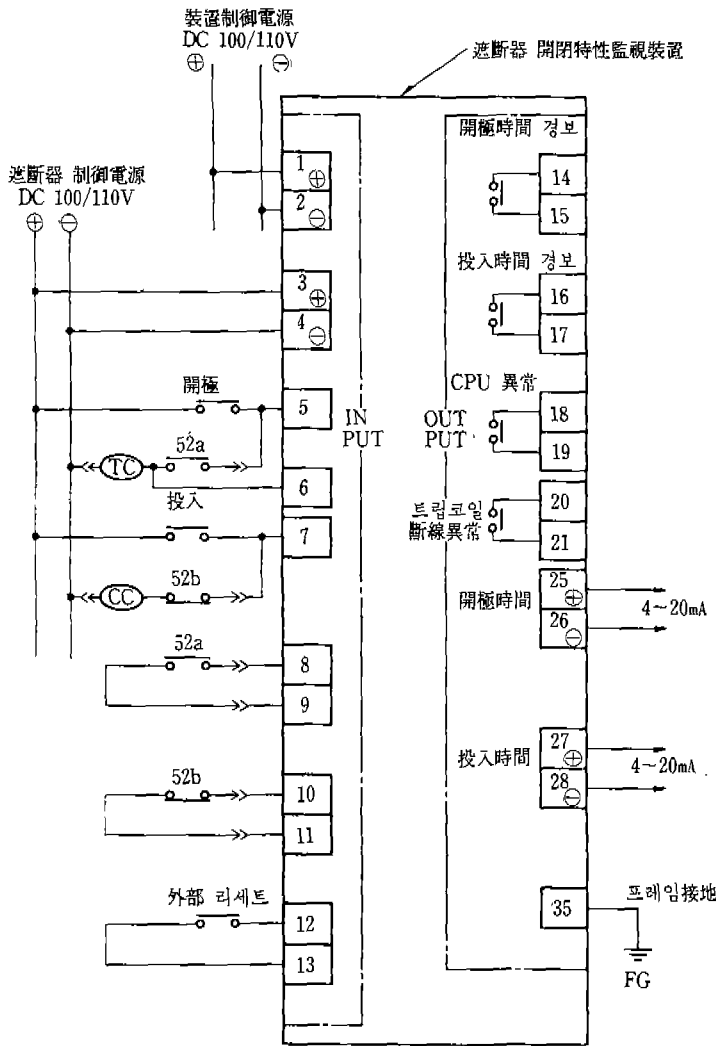 裝置制御電源
DC 100/110V
⊕ ⊖
遮斷器 開閉特性監視裝置
遮斷器 制御電源
DC 100/110V
⊕ ⊖
1 ⊕
2 ⊖
3 ⊕
4 ⊖
開極
5
52a
TC
6
投入
7
52b
CC
52a
8
9
52b
10
11
外部 리세트
12
13
IN
PUT
OUT
PUT
開極時間 경보
14
15
投入時間 경보
16
17
CPU 異常
18
19
트립코일
斷線異常
20
21
開極時間
25 ⊕
26 ⊖
4~20mA
投入時間
27 ⊕
28 ⊖
4~20mA
35
프레임接地
FG